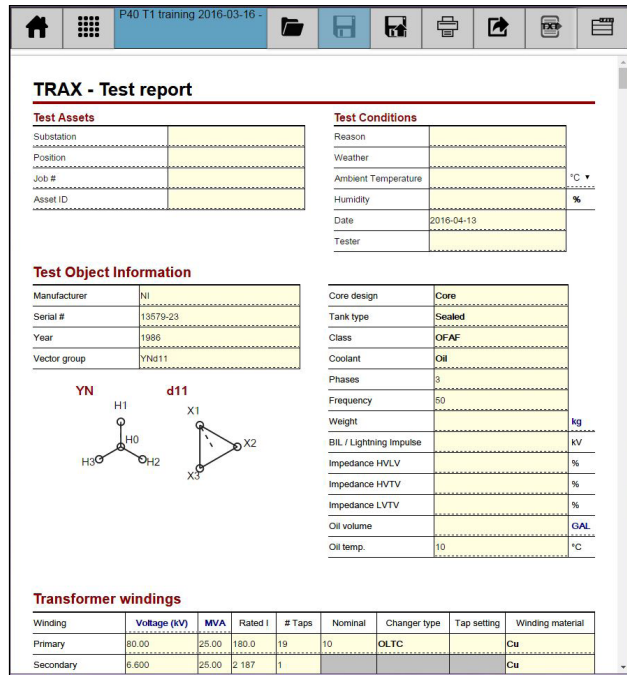 P40 T1 training 2016-03-16 -
TXT
TRAX - Test report
Test Assets
Substation
Position
Job #
Asset ID
Test Conditions
Reason
Weather
Ambient Temperature °C ▼
Humidity %
Date 2016-04-13
Tester
Test Object Information
Manufacturer NI
Serial # 13579-23
Year 1986
Vector group YNd11
YN d11
H1
H0
H3 H2
X1
X2
X3
Core design Core
Tank type Sealed
Class OFAF
Coolant Oil
Phases 3
Frequency 50
Weight kg
BIL / Lightning Impulse kV
Impedance HVLV %
Impedance HVTV %
Impedance LVTV %
Oil volume GAL
Oil temp. 10 °C
Transformer windings
Winding Voltage (kV) MVA Rated I # Taps Nominal Changer type Tap setting Winding material
Primary 80.00 25.00 180.0 19 10 OLTC Cu
Secondary 6.600 25.00 2 187 1 Cu